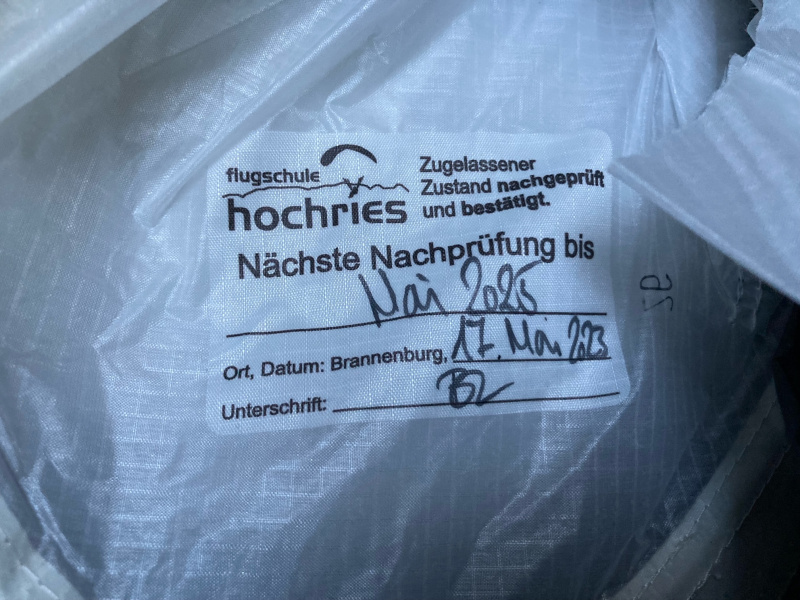 flugschule
hochries
Zugelassener
Zustand nachgeprüft
und bestätigt.
Nächste Nachprüfung bis
Mai 2025
Ort, Datum: Brannenburg, 17. Mai 2023
Unterschrift: